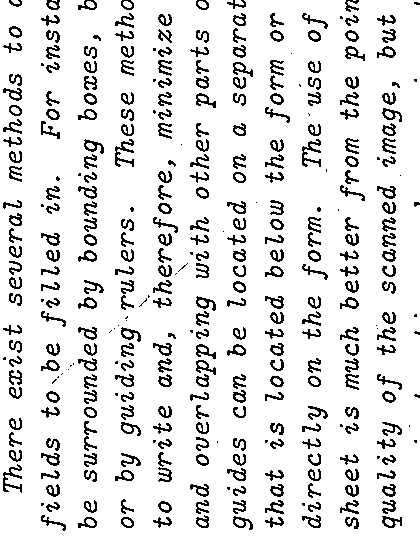 There exist several methods to
fields to be filled in. For insta
be surrounded by bounding boxes, b
or by guiding rulers. These metho
to write and, therefore, minimize
and overlapping with other parts o
guides can be located on a separat
that is located below the form or
directly on the form. The use of
sheet is much better from the poin
quality of the scanned image, but